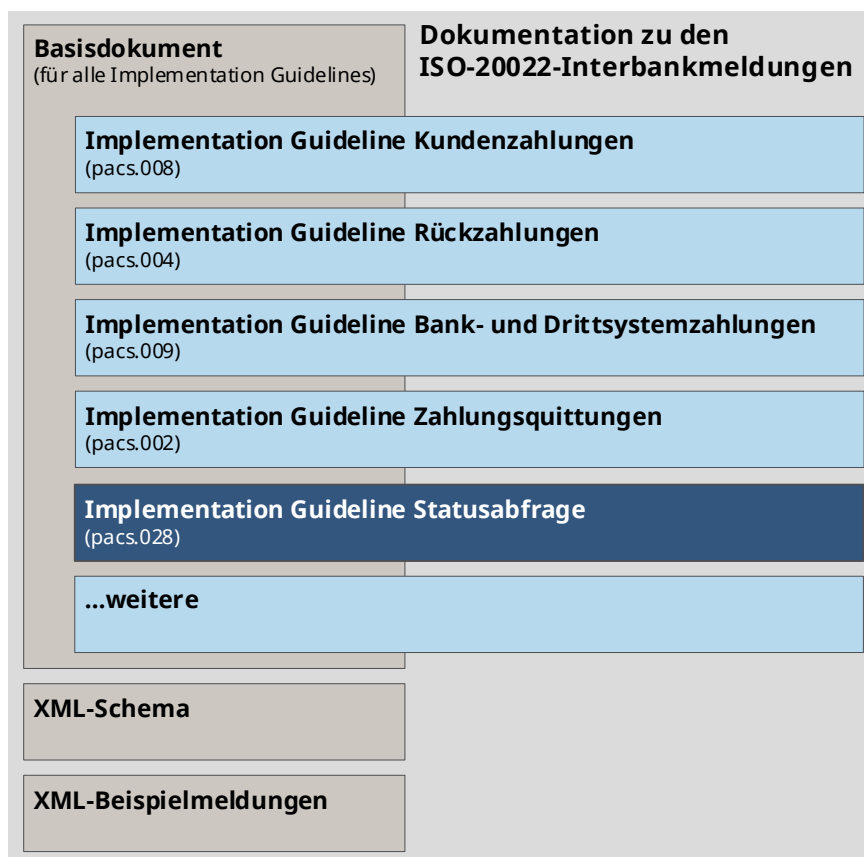 Basisdokument
(für alle Implementation Guidelines)
Dokumentation zu den
ISO-20022-Interbankmeldungen
Implementation Guideline Kundenzahlungen
(pacs.008)
Implementation Guideline Rückzahlungen
(pacs.004)
Implementation Guideline Bank- und Drittsystemzahlungen
(pacs.009)
Implementation Guideline Zahlungsquittungen
(pacs.002)
Implementation Guideline Statusabfrage
(pacs.028)
...weitere
XML-Schema
XML-Beispielmeldungen